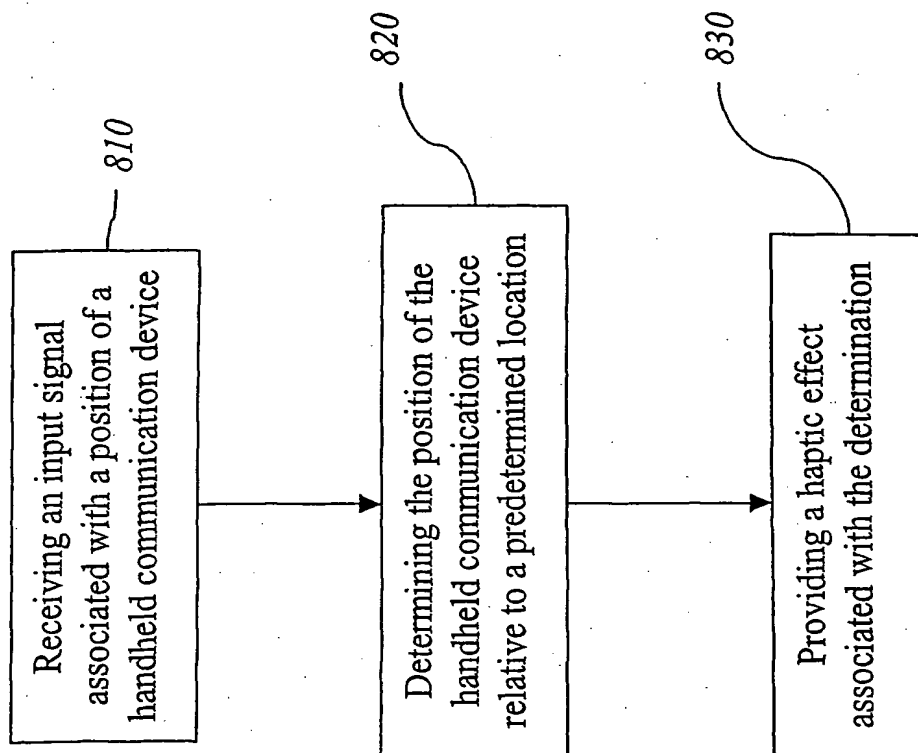 Receiving an input signal
associated with a position of a
handheld communication device
810
Determining the position of the
handheld communication device
relative to a predetermined location
820
Providing a haptic effect
associated with the determination
830